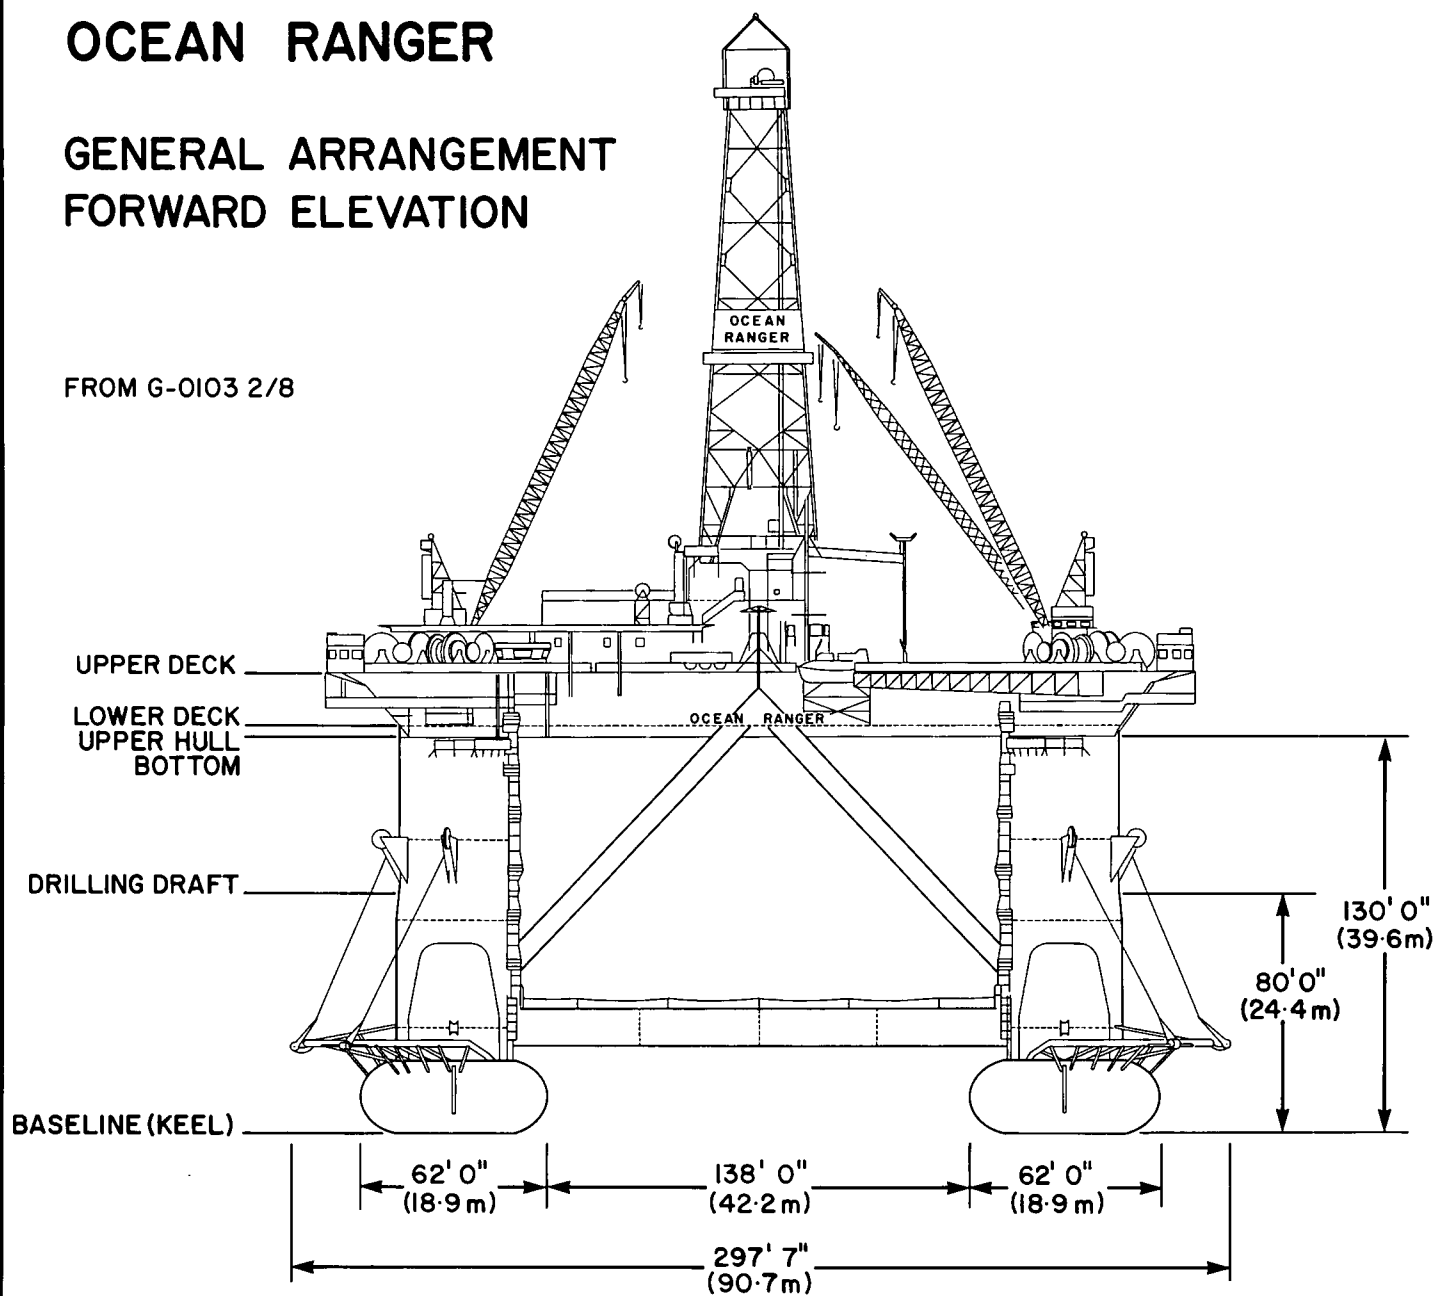 OCEAN RANGER
GENERAL ARRANGEMENT
FORWARD ELEVATION
FROM G-0103 2/8
OCEAN
RANGER
UPPER DECK
LOWER DECK
UPPER HULL
BOTTOM
OCEAN RANGER
DRILLING DRAFT
BASELINE (KEEL)
130' 0"
(39·6m)
80' 0"
(24·4m)
62' 0"
(18·9m)
138' 0"
(42·2m)
62' 0"
(18·9m)
297' 7"
(90·7m)